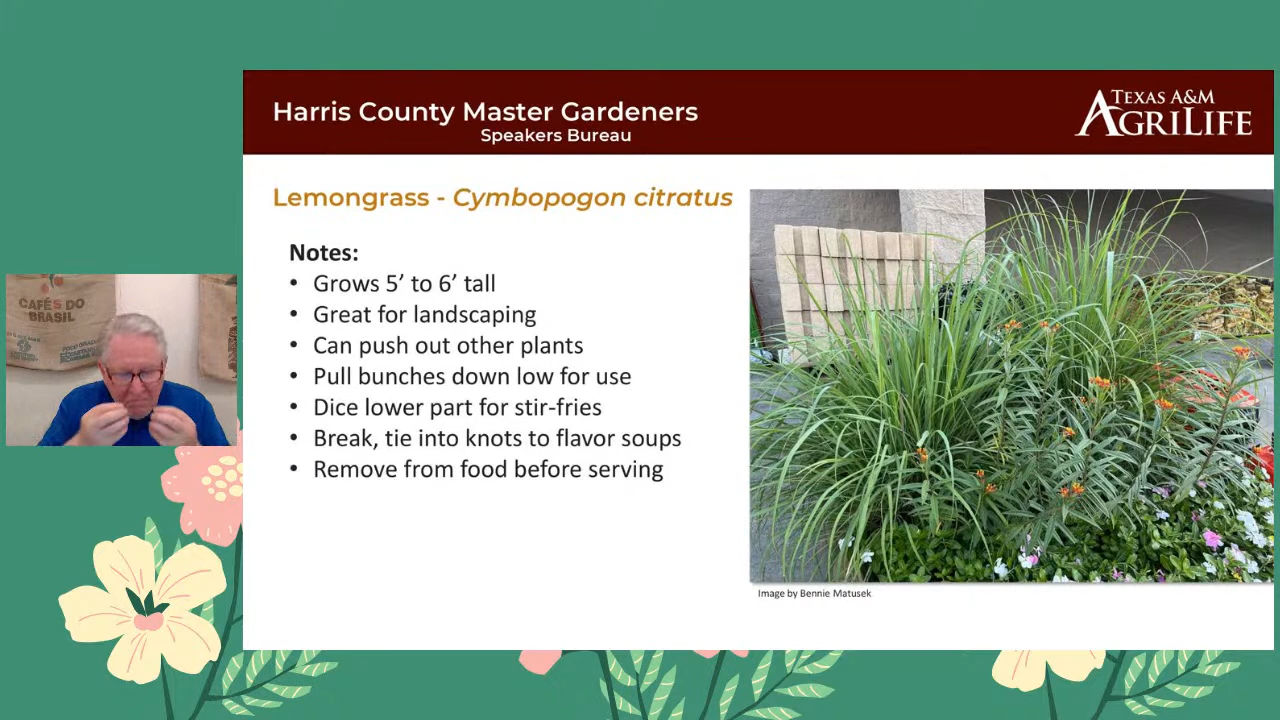 Harris County Master Gardeners
Speakers Bureau
TEXAS A&M
AGRILIFE
Lemongrass - Cymbopogon citratus
Notes:
• Grows 5’ to 6’ tall
• Great for landscaping
• Can push out other plants
• Pull bunches down low for use
• Dice lower part for stir-fries
• Break, tie into knots to flavor soups
• Remove from food before serving
Image by Bennie Matusek
CAFÉS DO
BRASIL